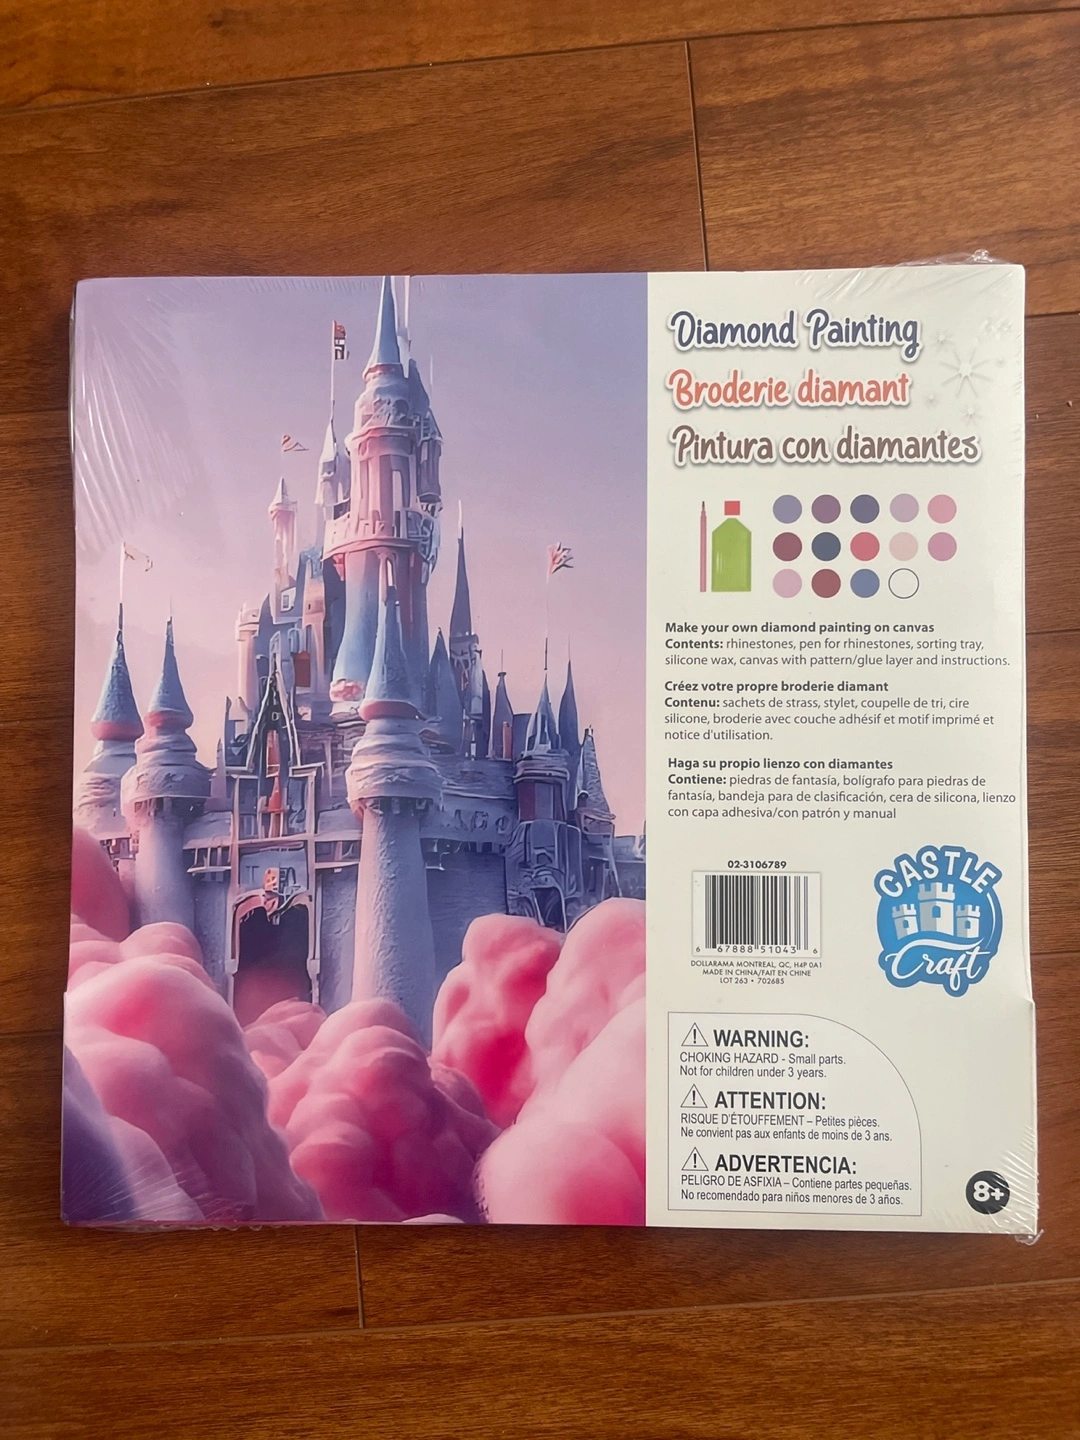 Diamond Painting
Broderie diamant
Pintura con diamantes
Make your own diamond painting on canvas
Contents: rhinestones, pen for rhinestones, sorting tray,
silicone wax, canvas with pattern/glue layer and instructions.
Créez votre propre broderie diamant
Contenu: sachets de strass, stylet, coupelle de tri, cire
silicone, broderie avec couche adhésif et motif imprimé et
notice d'utilisation.
Haga su propio lienzo con diamantes
Contiene: piedras de fantasía, bolígrafo para piedras de
fantasía, bandeja para de clasificación, cera de silicona, lienzo
con capa adhesiva/con patrón y manual
02-3106789
6 67888 51043 6
DOLLARAMA MONTREAL, QC, H4P 0A1
MADE IN CHINA/FAIT EN CHINE
LOT 263 • 702685
CASTLE
Craft
WARNING:
CHOKING HAZARD - Small parts.
Not for children under 3 years.
ATTENTION:
RISQUE D'ÉTOUFFEMENT – Petites pièces.
Ne convient pas aux enfants de moins de 3 ans.
ADVERTENCIA:
PELIGRO DE ASFIXIA – Contiene partes pequeñas.
No recomendado para niños menores de 3 años.
8+